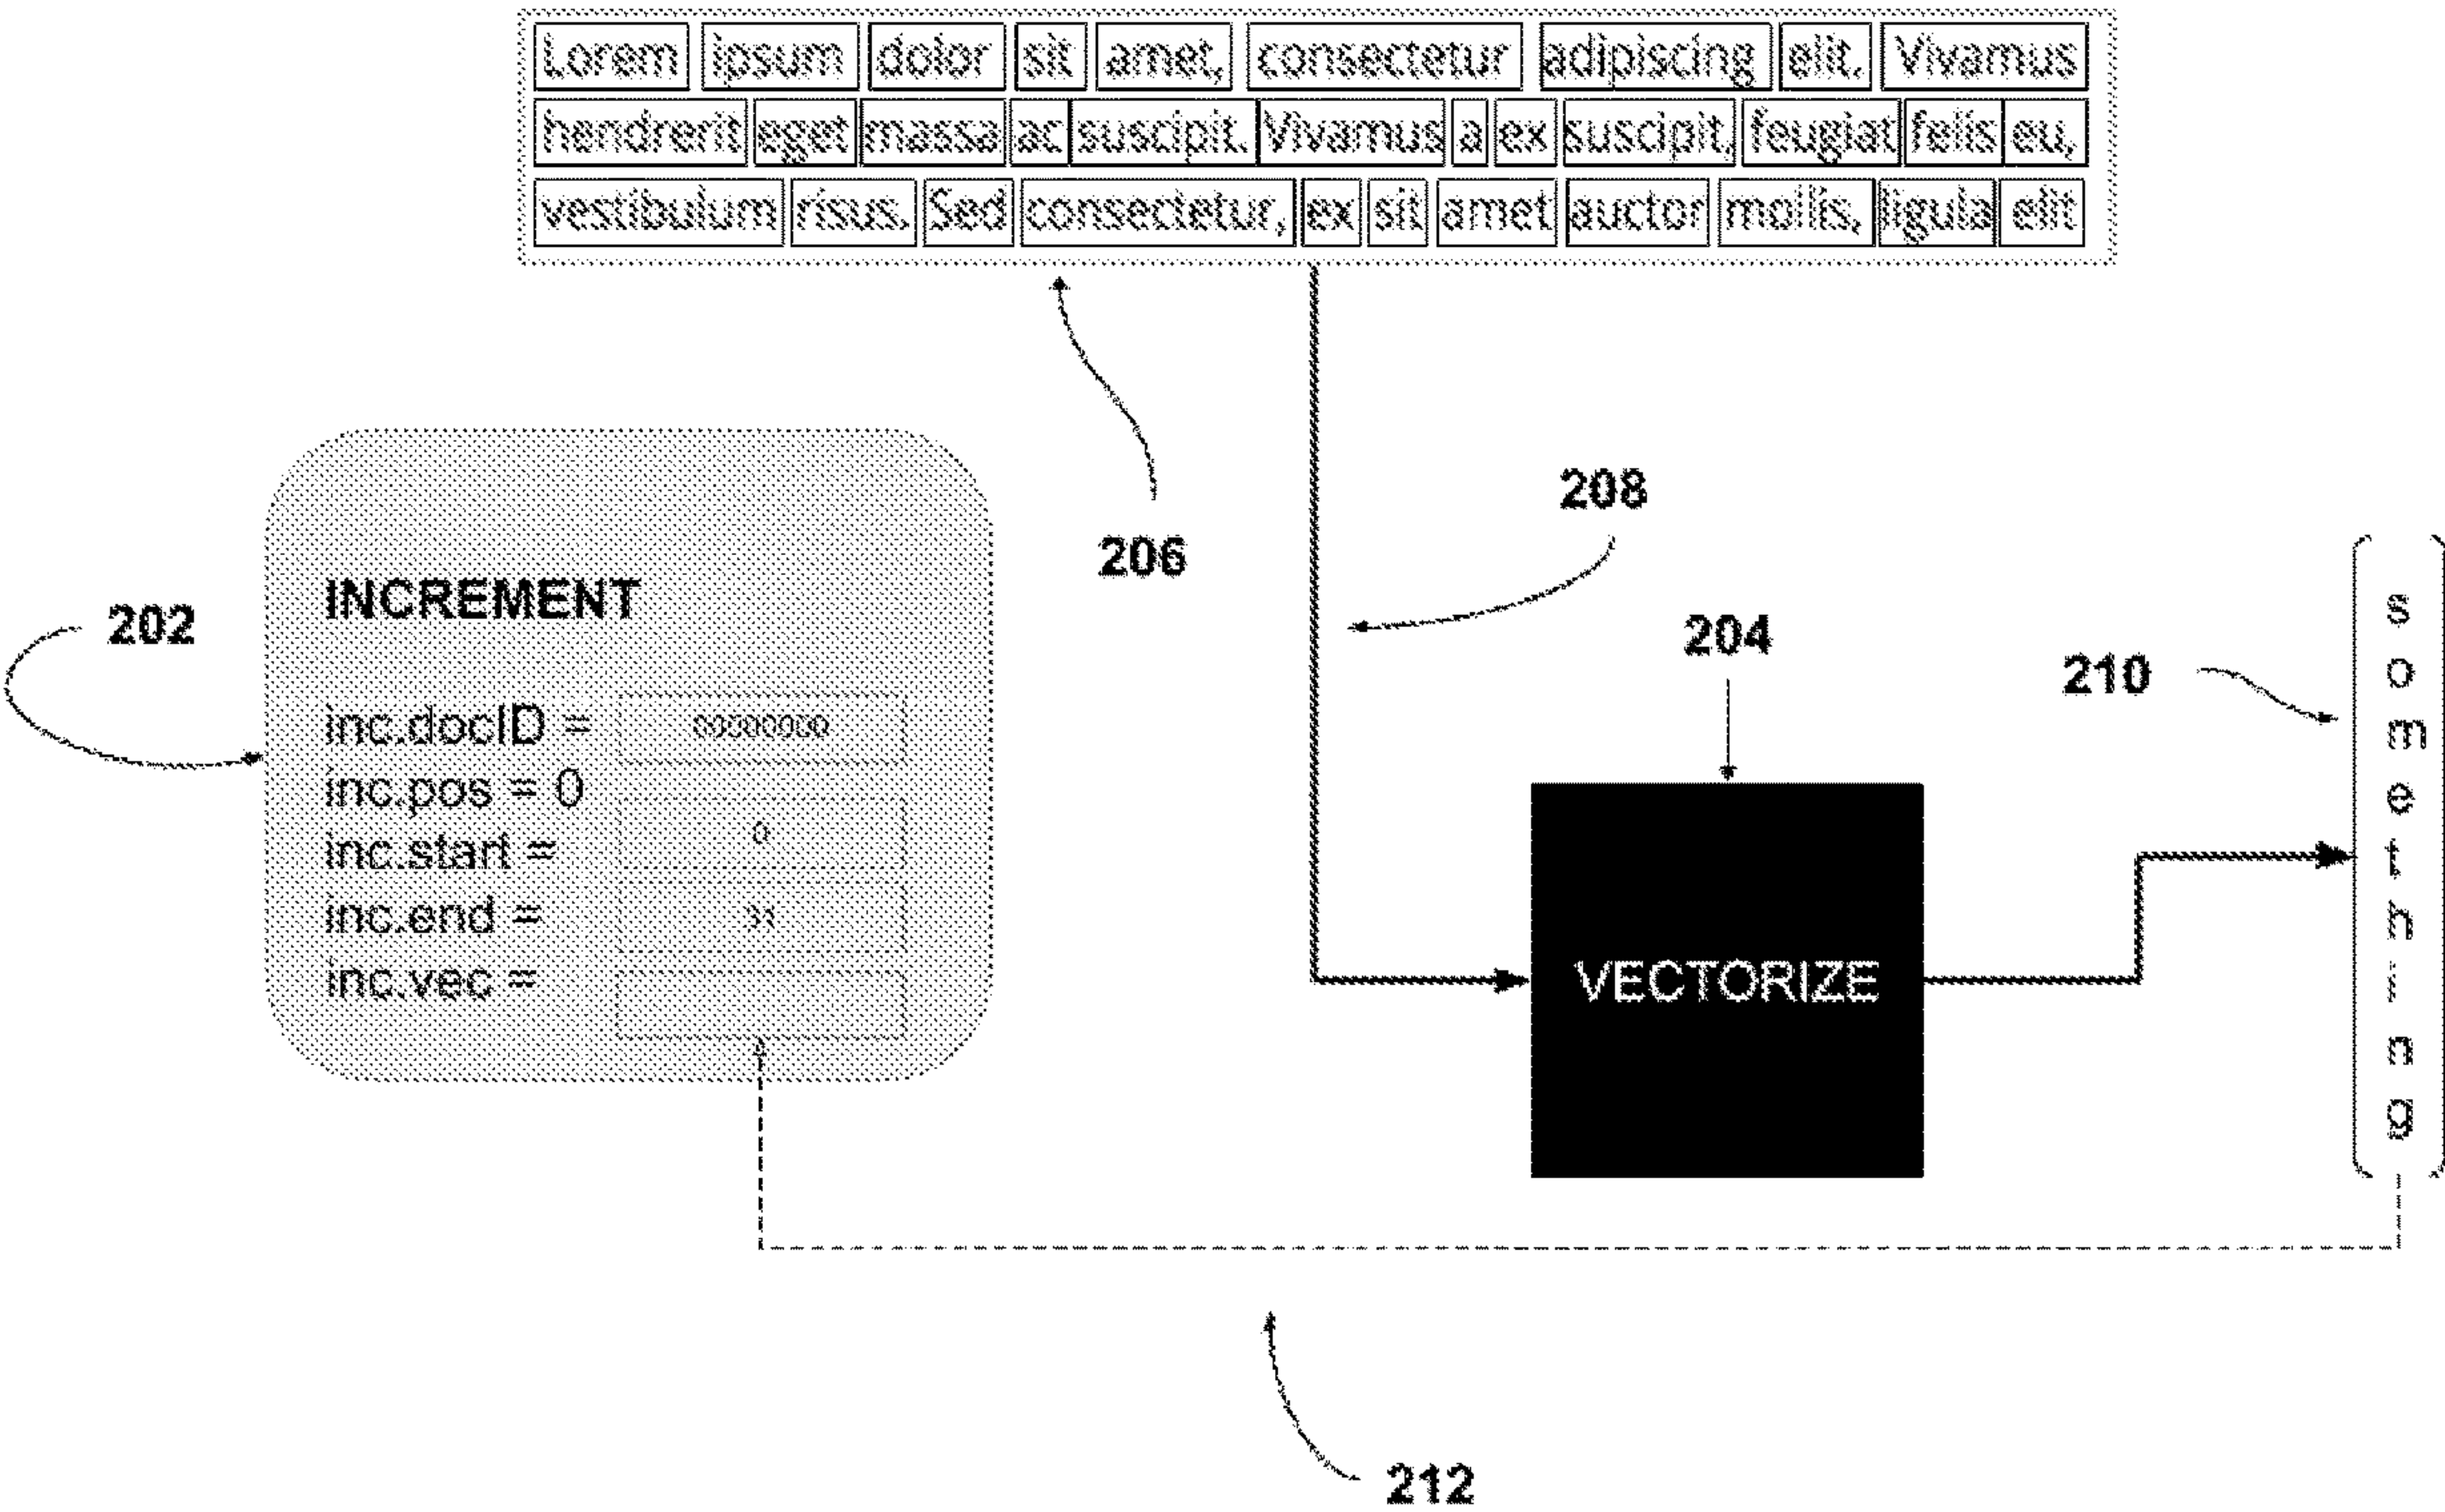 Lorem ipsum dolor sit amet, consectetur adipiscing elit. Vivamus
hendrerit eget massa ac suscipit. Vivamus a ex suscipit, feugiat felis eu,
vestibulum risus. Sed consectetur, ex sit amet auctor mollis, ligula elit
206
208
202
INCREMENT
inc.docID = 00000000
inc.pos = 0
inc.start = 0
inc.end = 31
inc.vec =
204
VECTORIZE
210
s
o
m
e
t
h
i
n
g
212